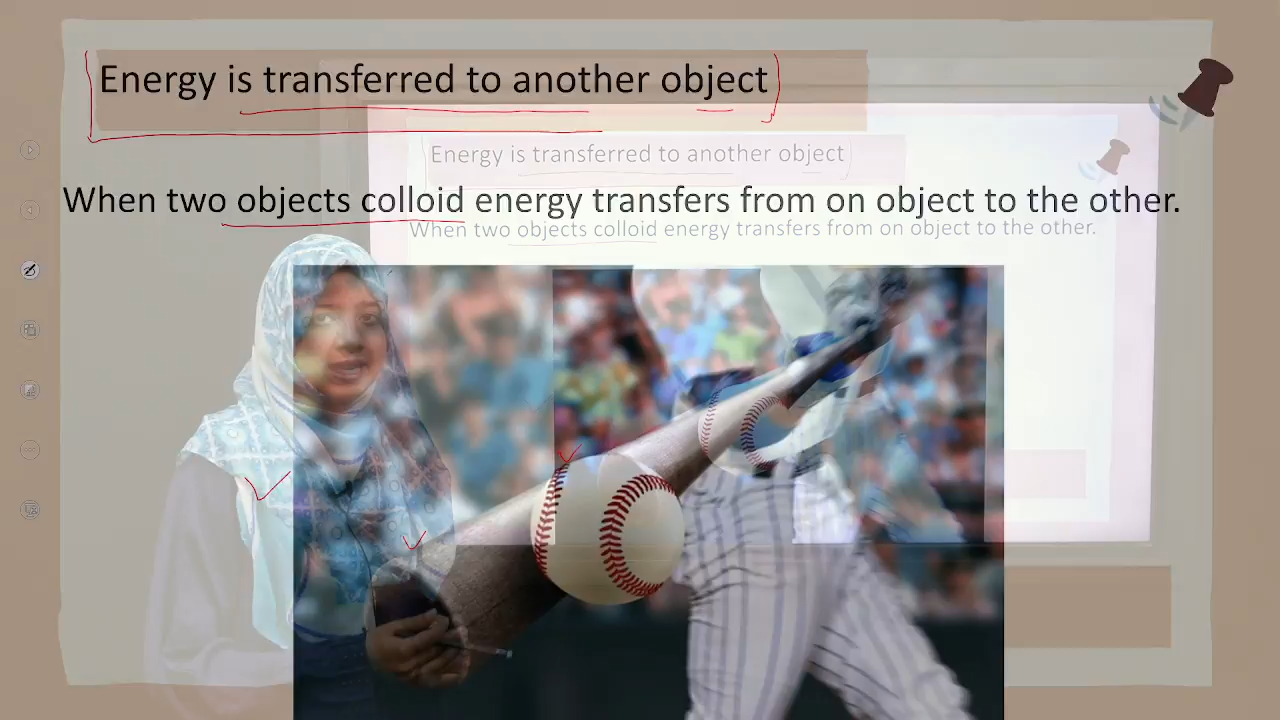 Energy is transferred to another object
Energy is transferred to another object
When two objects colloid energy transfers from on object to the other.
When two objects colloid energy transfers from on object to the other.